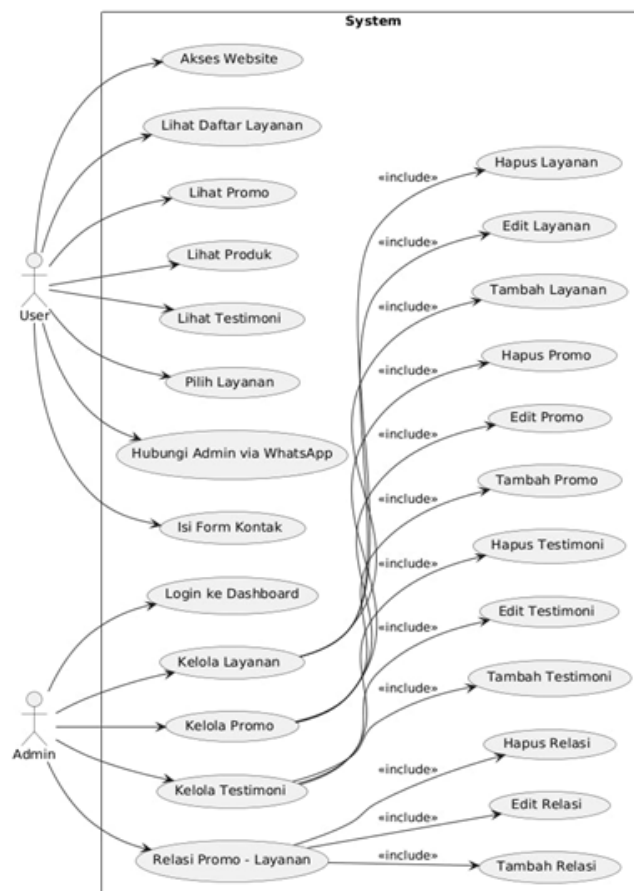 System
Akses Website
Lihat Daftar Layanan
Lihat Promo
Lihat Produk
Lihat Testimoni
Pilih Layanan
Hubungi Admin via WhatsApp
Isi Form Kontak
User
Login ke Dashboard
Kelola Layanan
Kelola Promo
Kelola Testimoni
Relasi Promo - Layanan
Admin
«include»
Hapus Layanan
«include»
Edit Layanan
«include»
Tambah Layanan
«include»
Hapus Promo
«include»
Edit Promo
«include»
Tambah Promo
«include»
Hapus Testimoni
«include»
Edit Testimoni
«include»
Tambah Testimoni
«include»
Hapus Relasi
«include»
Edit Relasi
«include»
Tambah Relasi